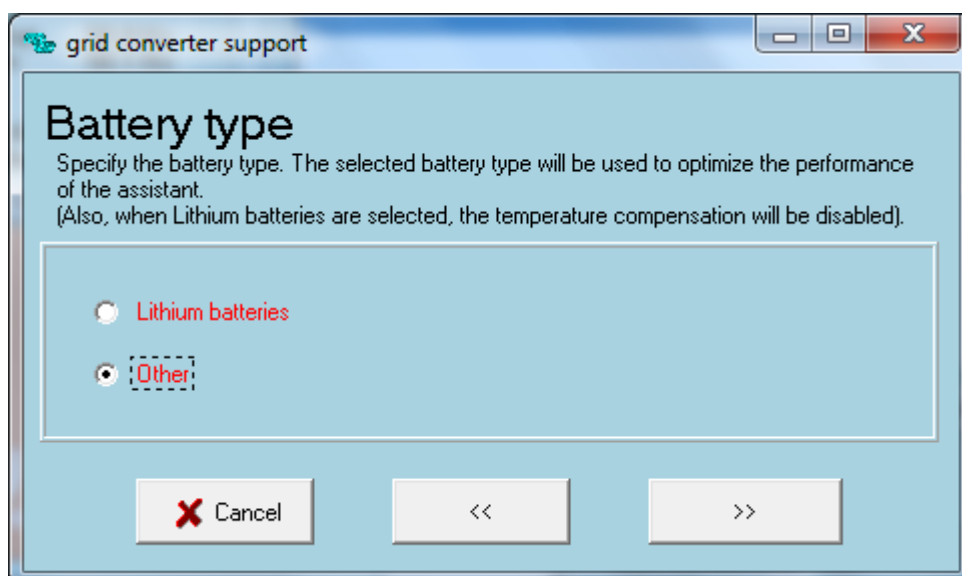 grid converter support
Battery type
Specify the battery type. The selected battery type will be used to optimize the performance
of the assistant.
(Also, when Lithium batteries are selected, the temperature compensation will be disabled).
Lithium batteries
Other
Cancel
<<
>>